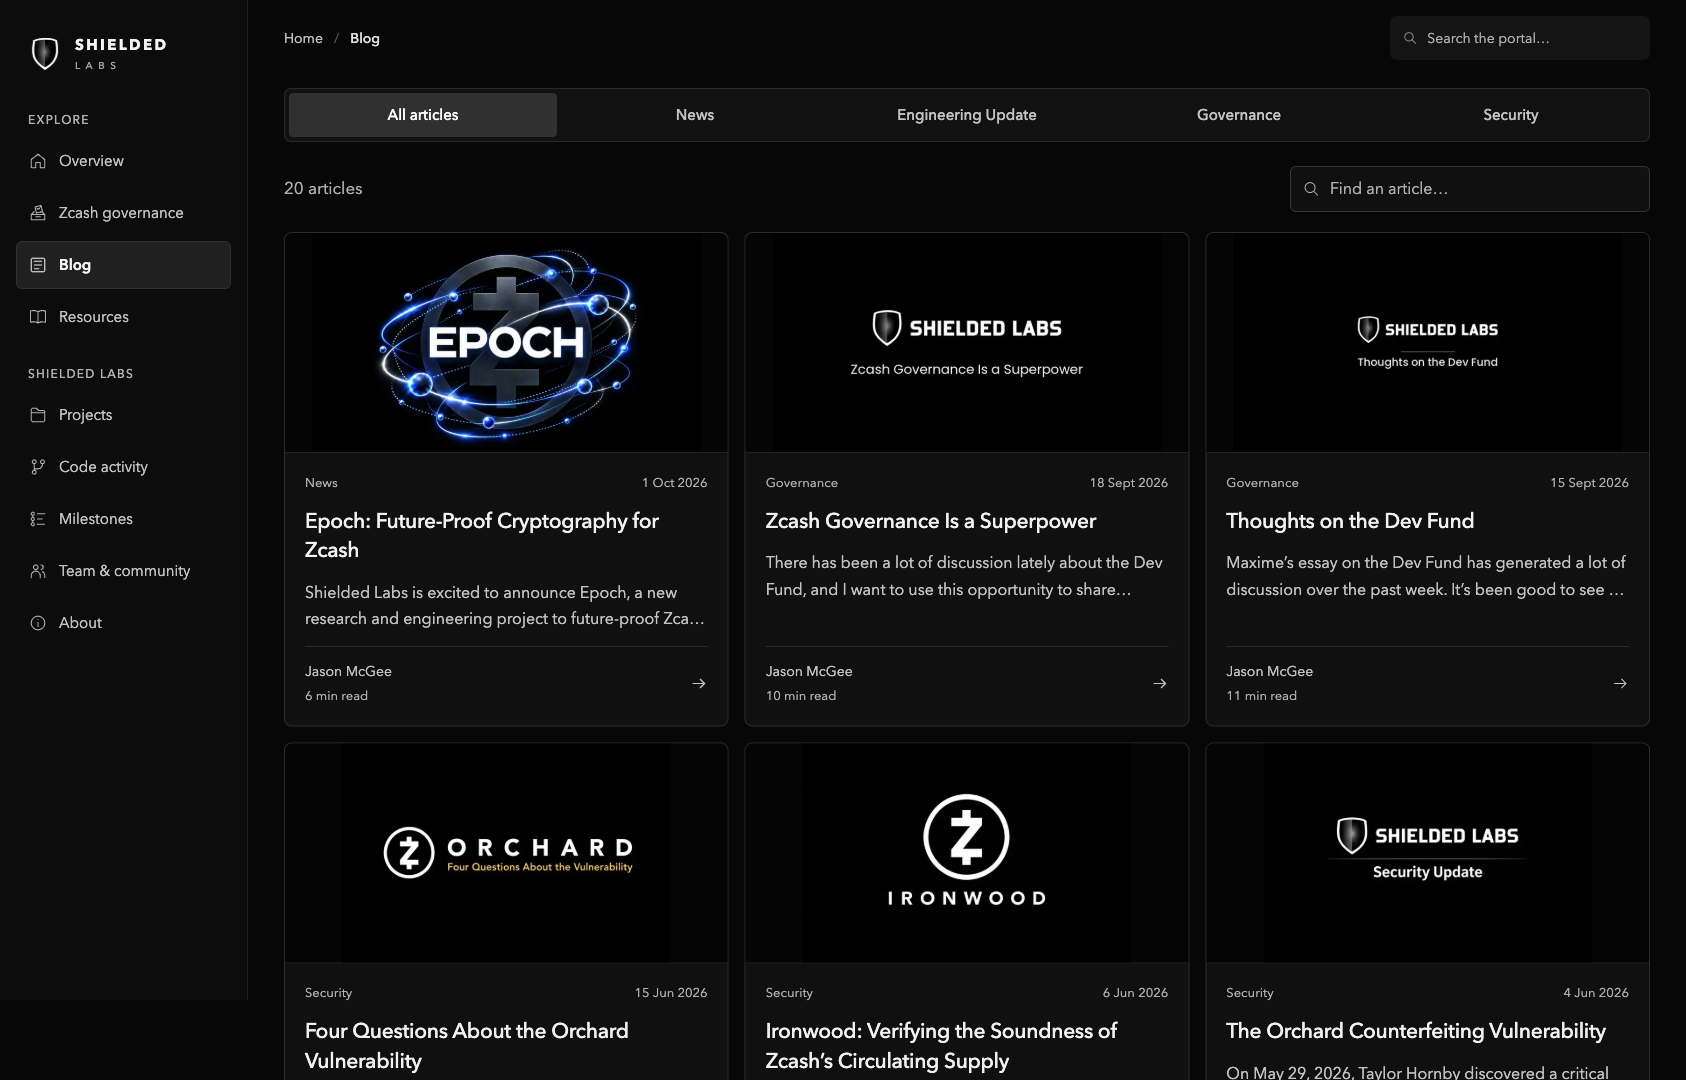 SHIELDED
LABS
EXPLORE
Overview
Zcash governance
Blog
Resources
SHIELDED LABS
Projects
Code activity
Milestones
Team & community
About
Home / Blog
Search the portal…
All articles
News
Engineering Update
Governance
Security
20 articles
Find an article…
EPOCH
News
1 Oct 2026
Epoch: Future-Proof Cryptography for
Zcash
Shielded Labs is excited to announce Epoch, a new
research and engineering project to future-proof Zca…
Jason McGee
6 min read
SHIELDED LABS
Zcash Governance Is a Superpower
Governance
18 Sept 2026
Zcash Governance Is a Superpower
There has been a lot of discussion lately about the Dev
Fund, and I want to use this opportunity to share…
Jason McGee
10 min read
SHIELDED LABS
Thoughts on the Dev Fund
Governance
15 Sept 2026
Thoughts on the Dev Fund
Maxime’s essay on the Dev Fund has generated a lot of
discussion over the past week. It’s been good to see …
Jason McGee
11 min read
ORCHARD
Four Questions About the Vulnerability
Security
15 Jun 2026
Four Questions About the Orchard
Vulnerability
IRONWOOD
Security
6 Jun 2026
Ironwood: Verifying the Soundness of
Zcash’s Circulating Supply
SHIELDED LABS
Security Update
Security
4 Jun 2026
The Orchard Counterfeiting Vulnerability
On May 29, 2026, Taylor Hornby discovered a critical